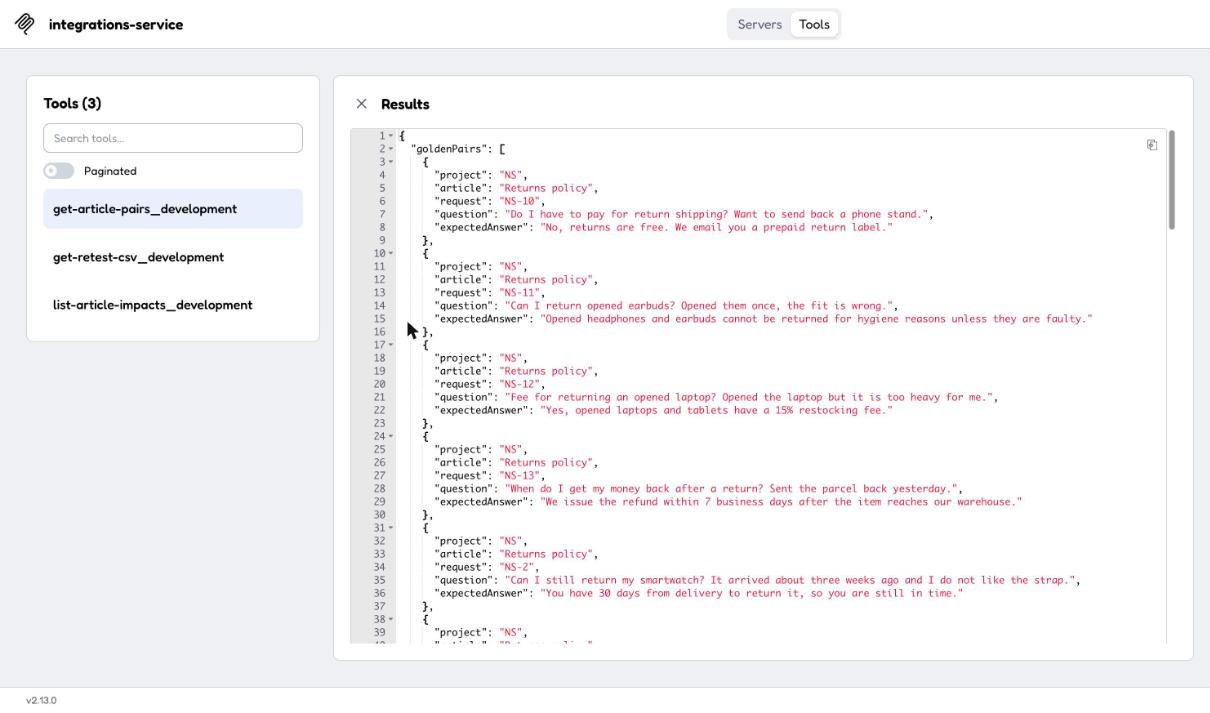 integrations-service
Servers
Tools
Tools (3)
Search tools...
Paginated
get-article-pairs_development
get-retest-csv_development
list-article-impacts_development
Results
1 {
2 "goldenPairs": [
3 {
4 "project": "NS",
5 "article": "Returns policy",
6 "request": "NS-10",
7 "question": "Do I have to pay for return shipping? Want to send back a phone stand.",
8 "expectedAnswer": "No, returns are free. We email you a prepaid return label."
9 },
10 {
11 "project": "NS",
12 "article": "Returns policy",
13 "request": "NS-11",
14 "question": "Can I return opened earbuds? Opened them once, the fit is wrong.",
15 "expectedAnswer": "Opened headphones and earbuds cannot be returned for hygiene reasons unless they are faulty."
16 },
17 {
18 "project": "NS",
19 "article": "Returns policy",
20 "request": "NS-12",
21 "question": "Fee for returning an opened laptop? Opened the laptop but it is too heavy for me.",
22 "expectedAnswer": "Yes, opened laptops and tablets have a 15% restocking fee."
23 },
24 {
25 "project": "NS",
26 "article": "Returns policy",
27 "request": "NS-13",
28 "question": "When do I get my money back after a return? Sent the parcel back yesterday.",
29 "expectedAnswer": "We issue the refund within 7 business days after the item reaches our warehouse."
30 },
31 {
32 "project": "NS",
33 "article": "Returns policy",
34 "request": "NS-2",
35 "question": "Can I still return my smartwatch? It arrived about three weeks ago and I do not like the strap.",
36 "expectedAnswer": "You have 30 days from delivery to return it, so you are still in time."
37 },
38 {
39 "project": "NS",
v2.13.0